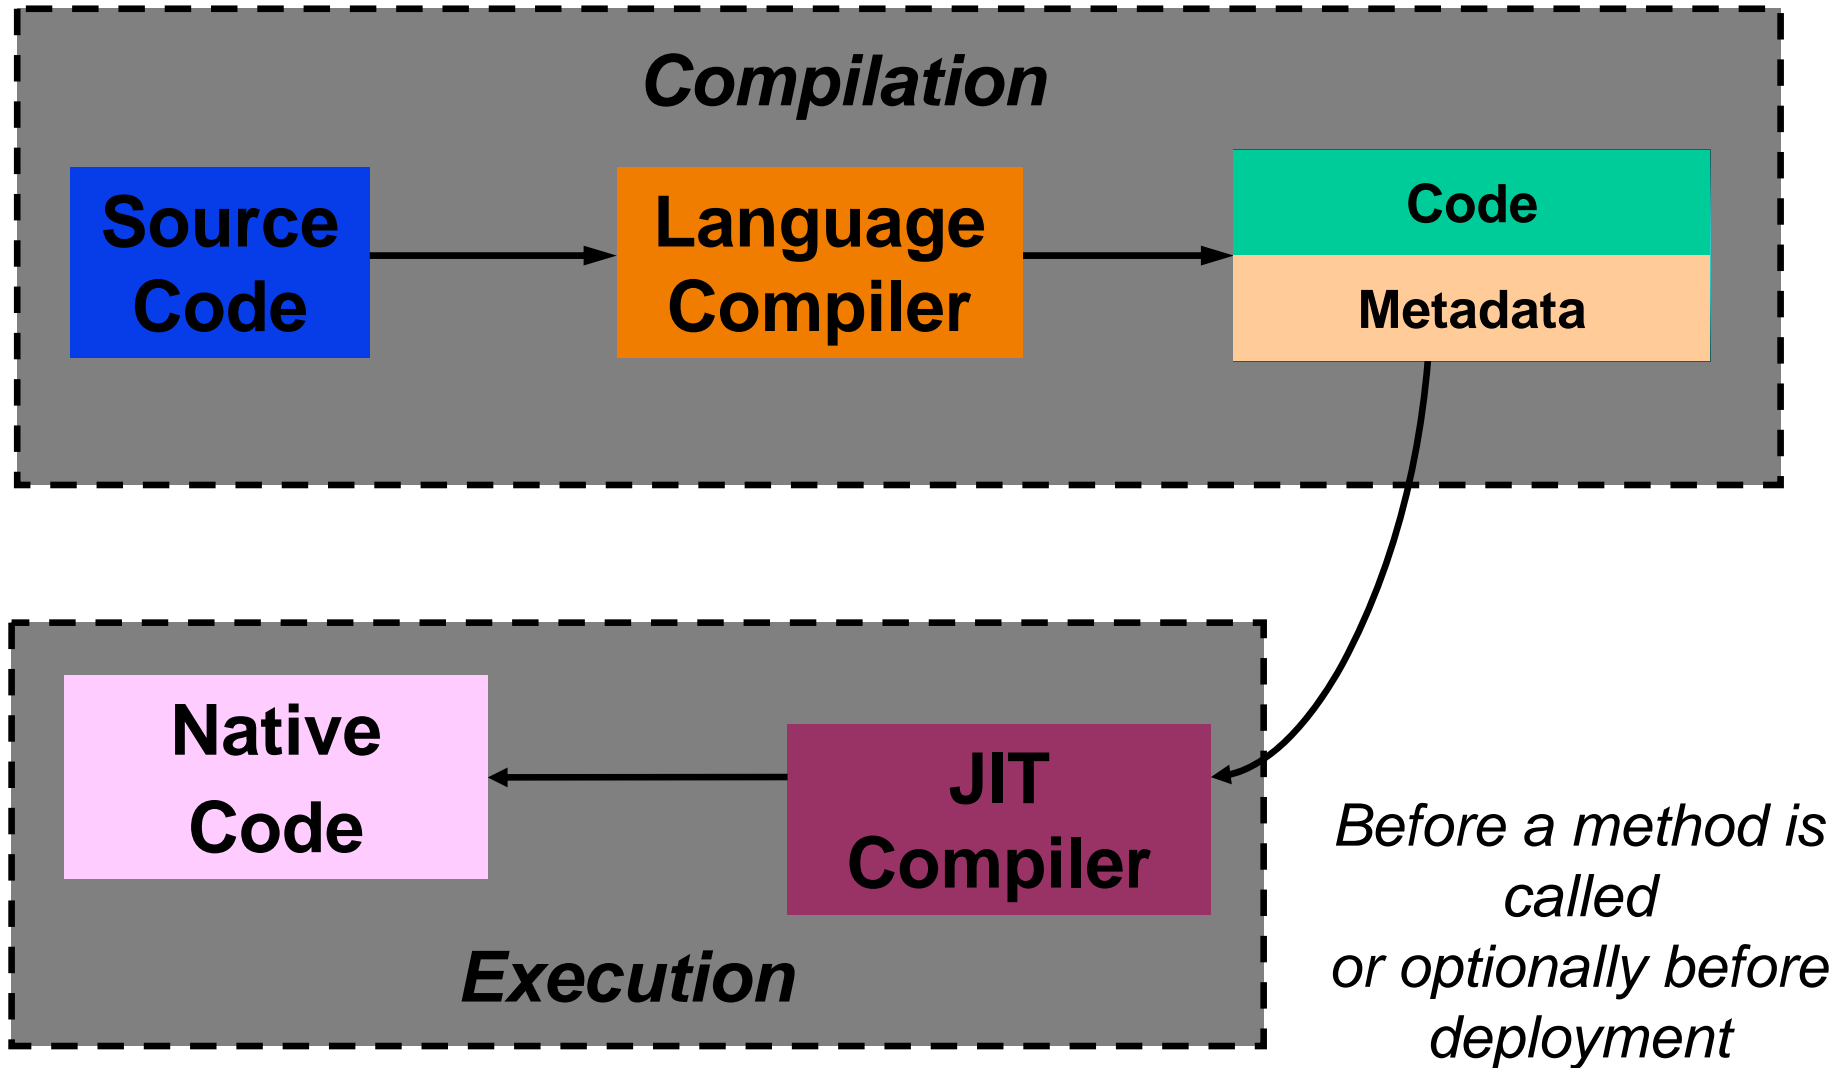 Compilation
Source
Code
Language
Compiler
Code
Metadata
Native
Code
JIT
Compiler
Execution
Before a method is
called
or optionally before
deployment